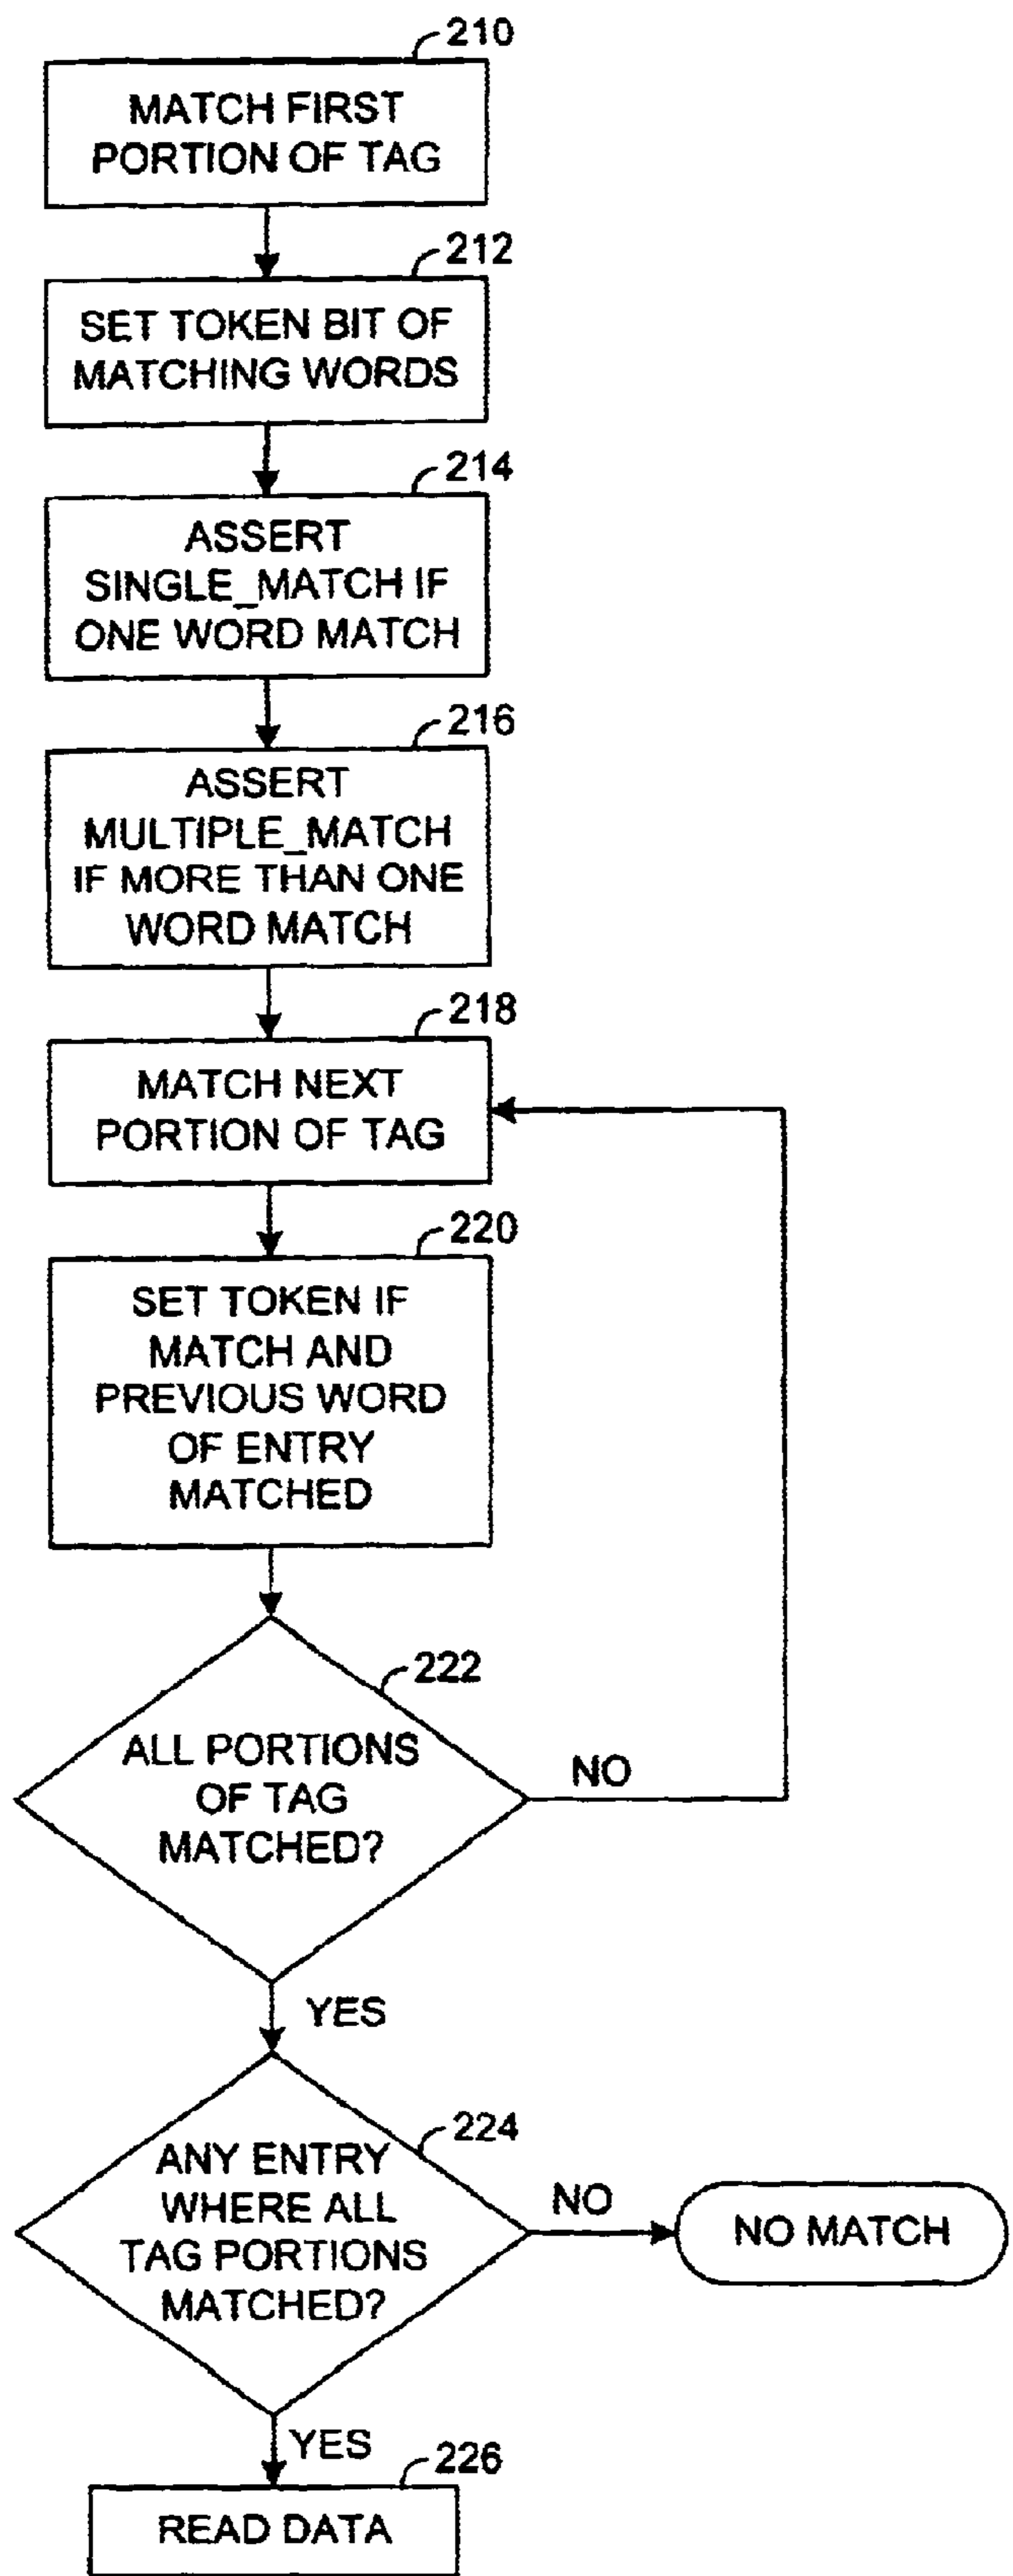 210
MATCH FIRST
PORTION OF TAG
212
SET TOKEN BIT OF
MATCHING WORDS
214
ASSERT
SINGLE_MATCH IF
ONE WORD MATCH
216
ASSERT
MULTIPLE_MATCH
IF MORE THAN ONE
WORD MATCH
218
MATCH NEXT
PORTION OF TAG
220
SET TOKEN IF
MATCH AND
PREVIOUS WORD
OF ENTRY
MATCHED
222
ALL PORTIONS
OF TAG
MATCHED?
NO
YES
224
ANY ENTRY
WHERE ALL
TAG PORTIONS
MATCHED?
NO
NO MATCH
YES
226
READ DATA